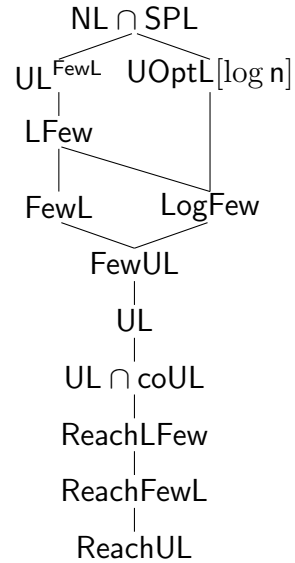 NL ∩ SPL
UL^FewL UOptL[log n]
LFew
FewL LogFew
FewUL
UL
UL ∩ coUL
ReachLFew
ReachFewL
ReachUL